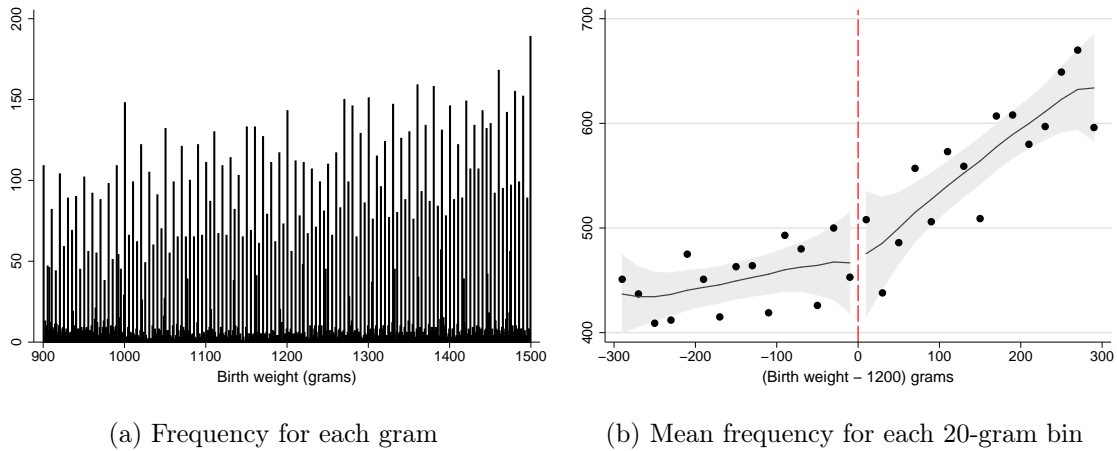 200
150
100
50
0
900 1000 1100 1200 1300 1400 1500
Birth weight (grams)
(a) Frequency for each gram
700
600
500
400
−300 −200 −100 0 100 200 300
(Birth weight − 1200) grams
(b) Mean frequency for each 20-gram bin